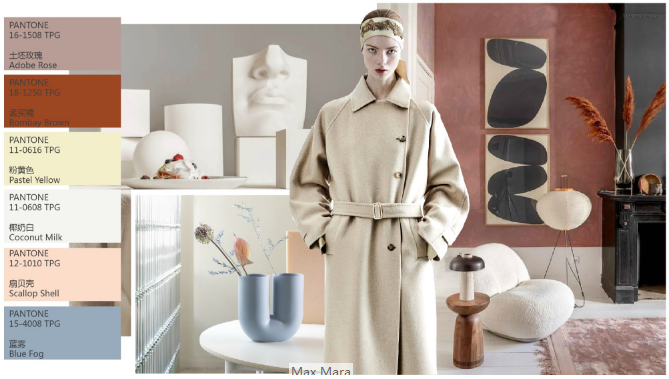 PANTONE
16-1508 TPG
土坯玫瑰
Adobe Rose
PANTONE
18-1250 TPG
孟买棕
Bombay Brown
PANTONE
11-0616 TPG
粉黄色
Pastel Yellow
PANTONE
11-0608 TPG
椰奶白
Coconut Milk
PANTONE
12-1010 TPG
扇贝壳
Scallop Shell
PANTONE
15-4008 TPG
蓝雾
Blue Fog
Max Mara